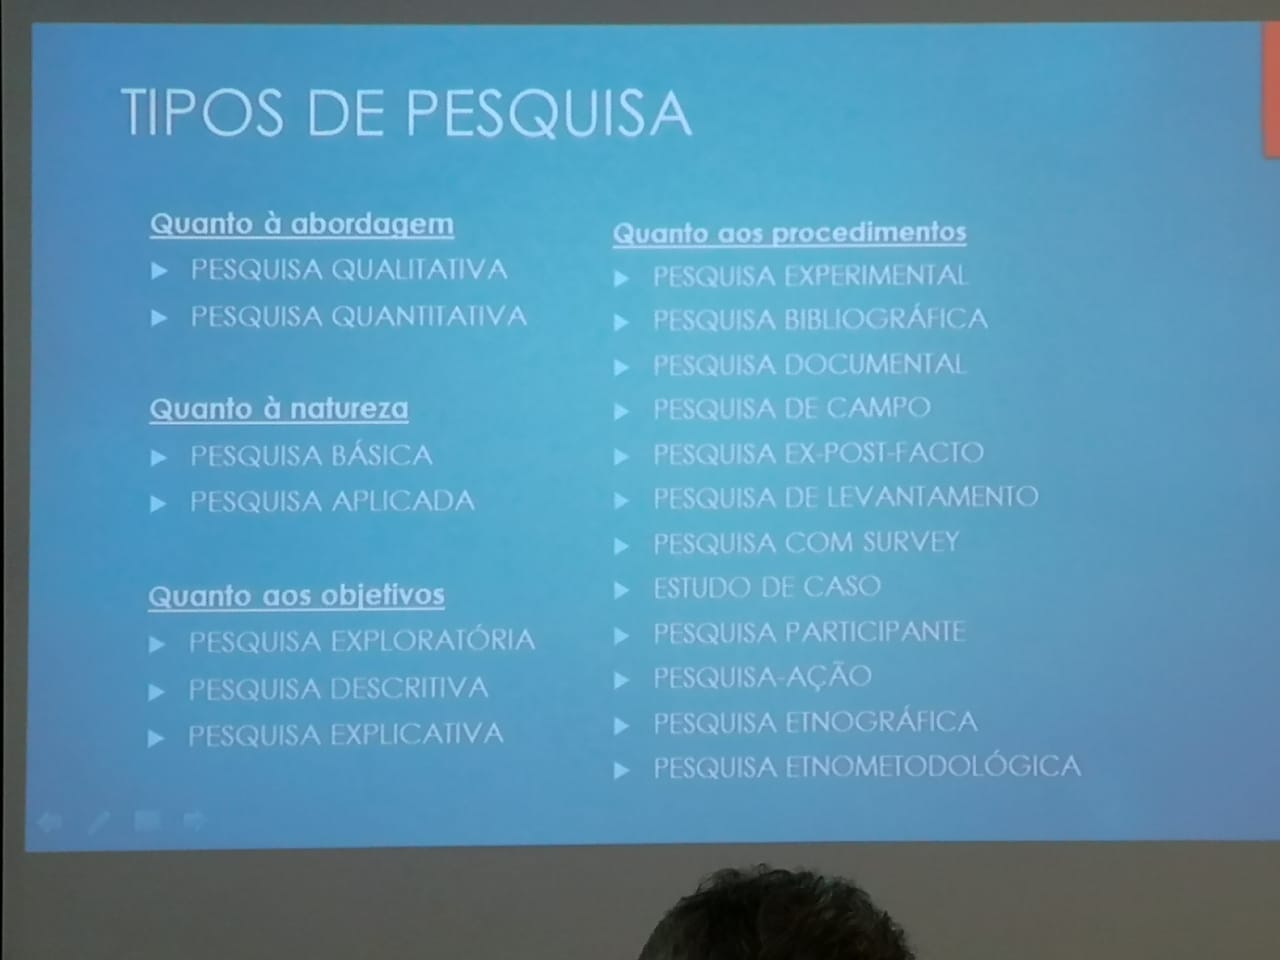 TIPOS DE PESQUISA
Quanto à abordagem
PESQUISA QUALITATIVA
PESQUISA QUANTITATIVA
Quanto à natureza
PESQUISA BÁSICA
PESQUISA APLICADA
Quanto aos objetivos
PESQUISA EXPLORATÓRIA
PESQUISA DESCRITIVA
PESQUISA EXPLICATIVA
Quanto aos procedimentos
PESQUISA EXPERIMENTAL
PESQUISA BIBLIOGRÁFICA
PESQUISA DOCUMENTAL
PESQUISA DE CAMPO
PESQUISA EX-POST-FACTO
PESQUISA DE LEVANTAMENTO
PESQUISA COM SURVEY
ESTUDO DE CASO
PESQUISA PARTICIPANTE
PESQUISA-AÇÃO
PESQUISA ETNOGRÁFICA
PESQUISA ETNOMETODOLÓGICA